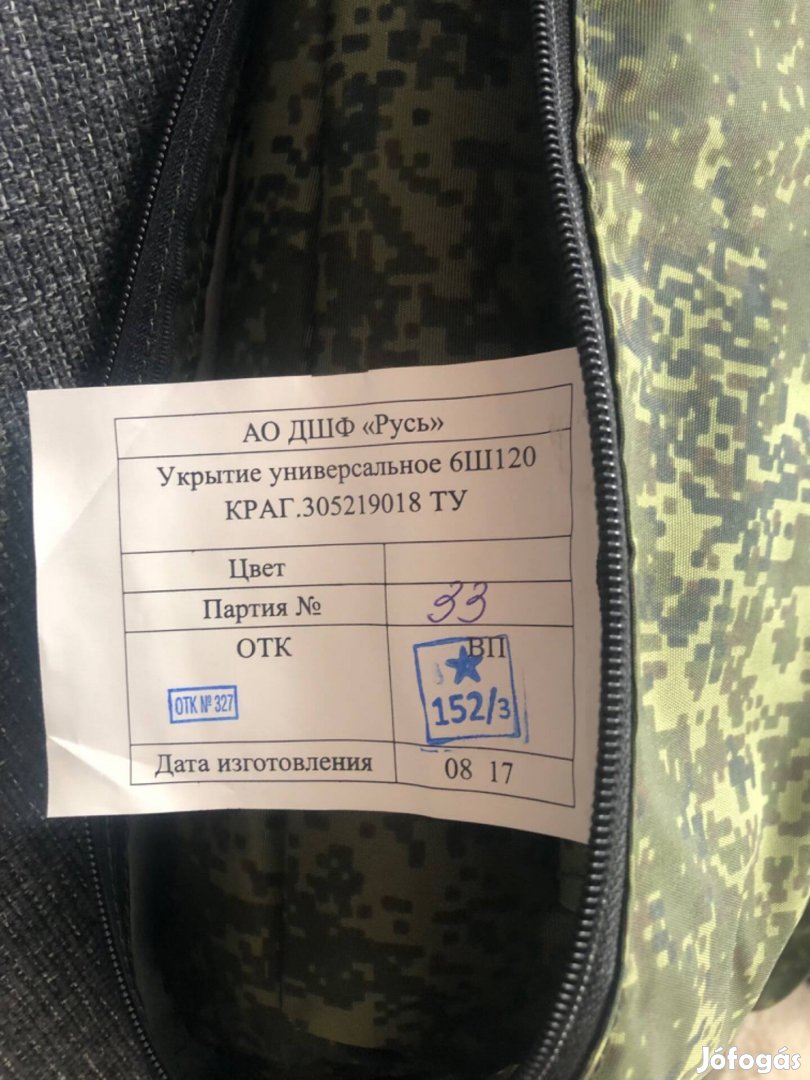 АО ДШФ «Русь»
Укрытие универсальное 6Ш120
КРАГ.305219018 ТУ
Цвет
Партия № 33
ОТК ВП
ОТК № 327
152/3
Дата изготовления 08 17
Jófogás